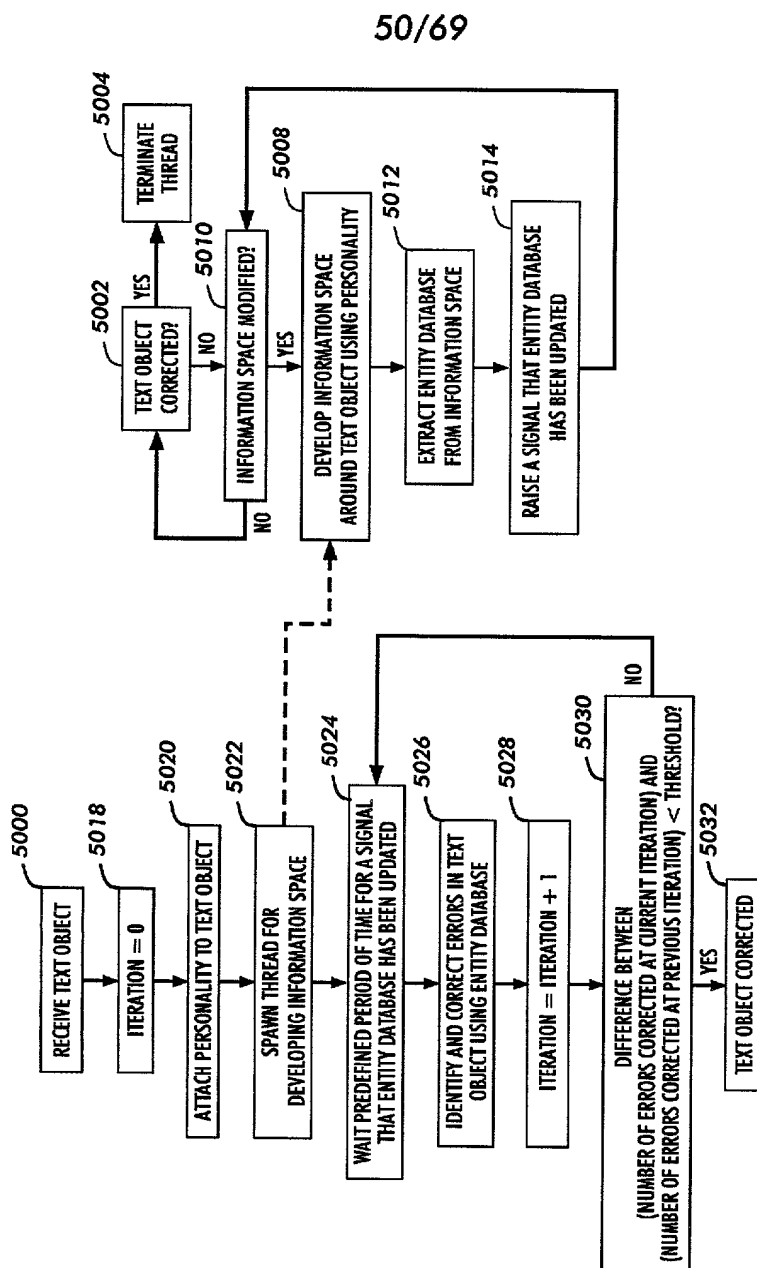 50/69
5000
RECEIVE TEXT OBJECT
5018
ITERATION = 0
5020
ATTACH PERSONALITY TO TEXT OBJECT
5022
SPAWN THREAD FOR
DEVELOPING INFORMATION SPACE
5024
WAIT PREDEFINED PERIOD OF TIME FOR A SIGNAL
THAT ENTITY DATABASE HAS BEEN UPDATED
5026
IDENTIFY AND CORRECT ERRORS IN TEXT
OBJECT USING ENTITY DATABASE
5028
ITERATION = ITERATION + 1
5030
DIFFERENCE BETWEEN
(NUMBER OF ERRORS CORRECTED AT CURRENT ITERATION) AND
(NUMBER OF ERRORS CORRECTED AT PREVIOUS ITERATION) < THRESHOLD?
NO
YES
5032
TEXT OBJECT CORRECTED
5002
TEXT OBJECT
CORRECTED?
YES
5004
TERMINATE
THREAD
NO
5010
INFORMATION SPACE MODIFIED?
NO
YES
5008
DEVELOP INFORMATION SPACE
AROUND TEXT OBJECT USING PERSONALITY
5012
EXTRACT ENTITY DATABASE
FROM INFORMATION SPACE
5014
RAISE A SIGNAL THAT ENTITY DATABASE
HAS BEEN UPDATED